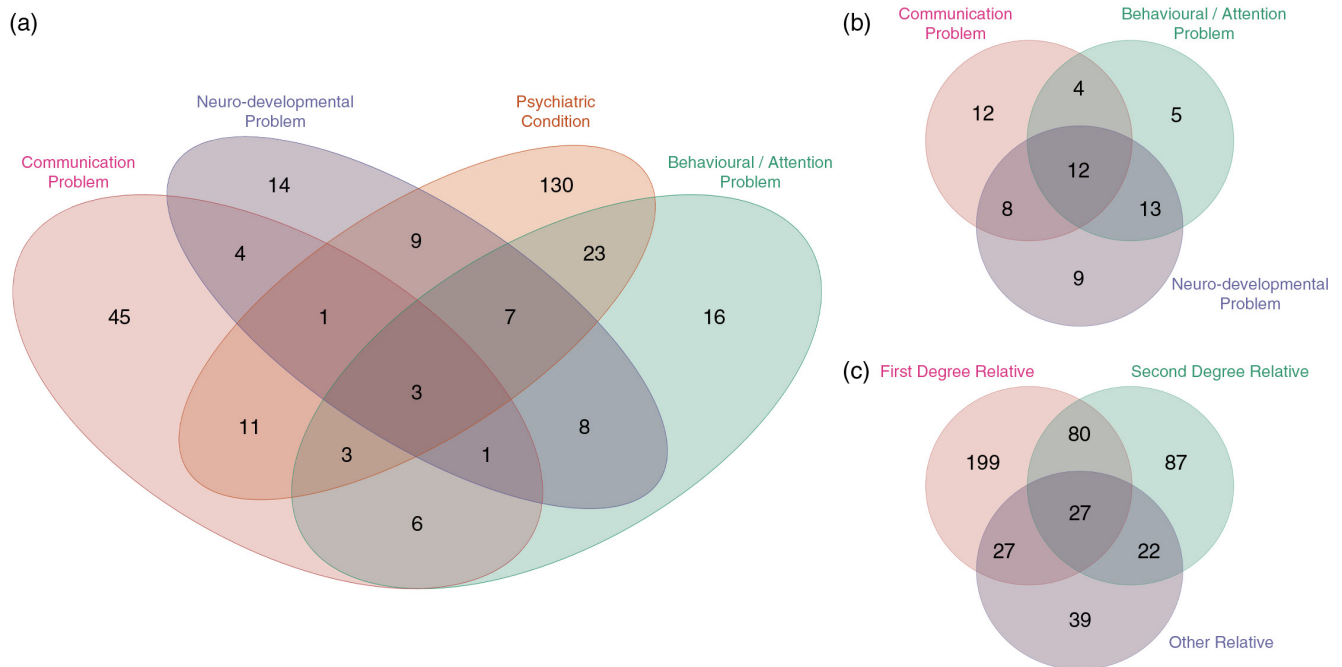 (a)
Neuro-developmental
Problem
Psychiatric
Condition
Communication
Problem
Behavioural / Attention
Problem
14
130
4
9
23
45
1
7
16
3
11
3
1
8
6
(b)
Communication
Problem
Behavioural / Attention
Problem
12
4
5
12
8
13
9
Neuro-developmental
Problem
(c)
First Degree Relative
Second Degree Relative
199
80
87
27
27
22
39
Other Relative